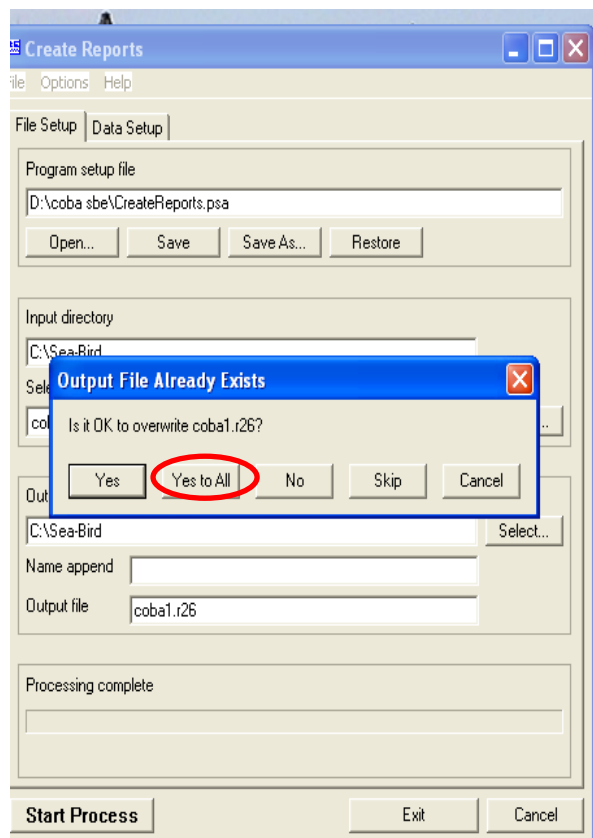 Create Reports
File Options Help
File Setup Data Setup
Program setup file
D:\coba sbe\CreateReports.psa
Open... Save Save As... Restore
Input directory
C:\Sea-Bird
Output File Already Exists
Is it OK to overwrite coba1.r26?
Yes Yes to All No Skip Cancel
C:\Sea-Bird Select...
Name append
Output file coba1.r26
Processing complete
Start Process Exit Cancel